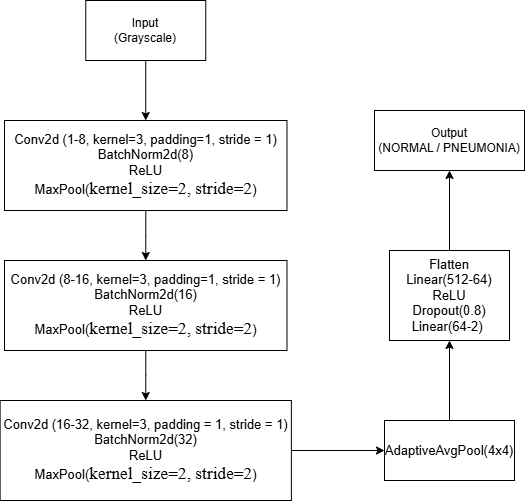 Input
(Grayscale)
Conv2d (1-8, kernel=3, padding=1, stride = 1)
BatchNorm2d(8)
ReLU
MaxPool(kernel_size=2, stride=2)
Conv2d (8-16, kernel=3, padding=1, stride = 1)
BatchNorm2d(16)
ReLU
MaxPool(kernel_size=2, stride=2)
Conv2d (16-32, kernel=3, padding = 1, stride = 1)
BatchNorm2d(32)
ReLU
MaxPool(kernel_size=2, stride=2)
AdaptiveAvgPool(4x4)
Flatten
Linear(512-64)
ReLU
Dropout(0.8)
Linear(64-2)
Output
(NORMAL / PNEUMONIA)